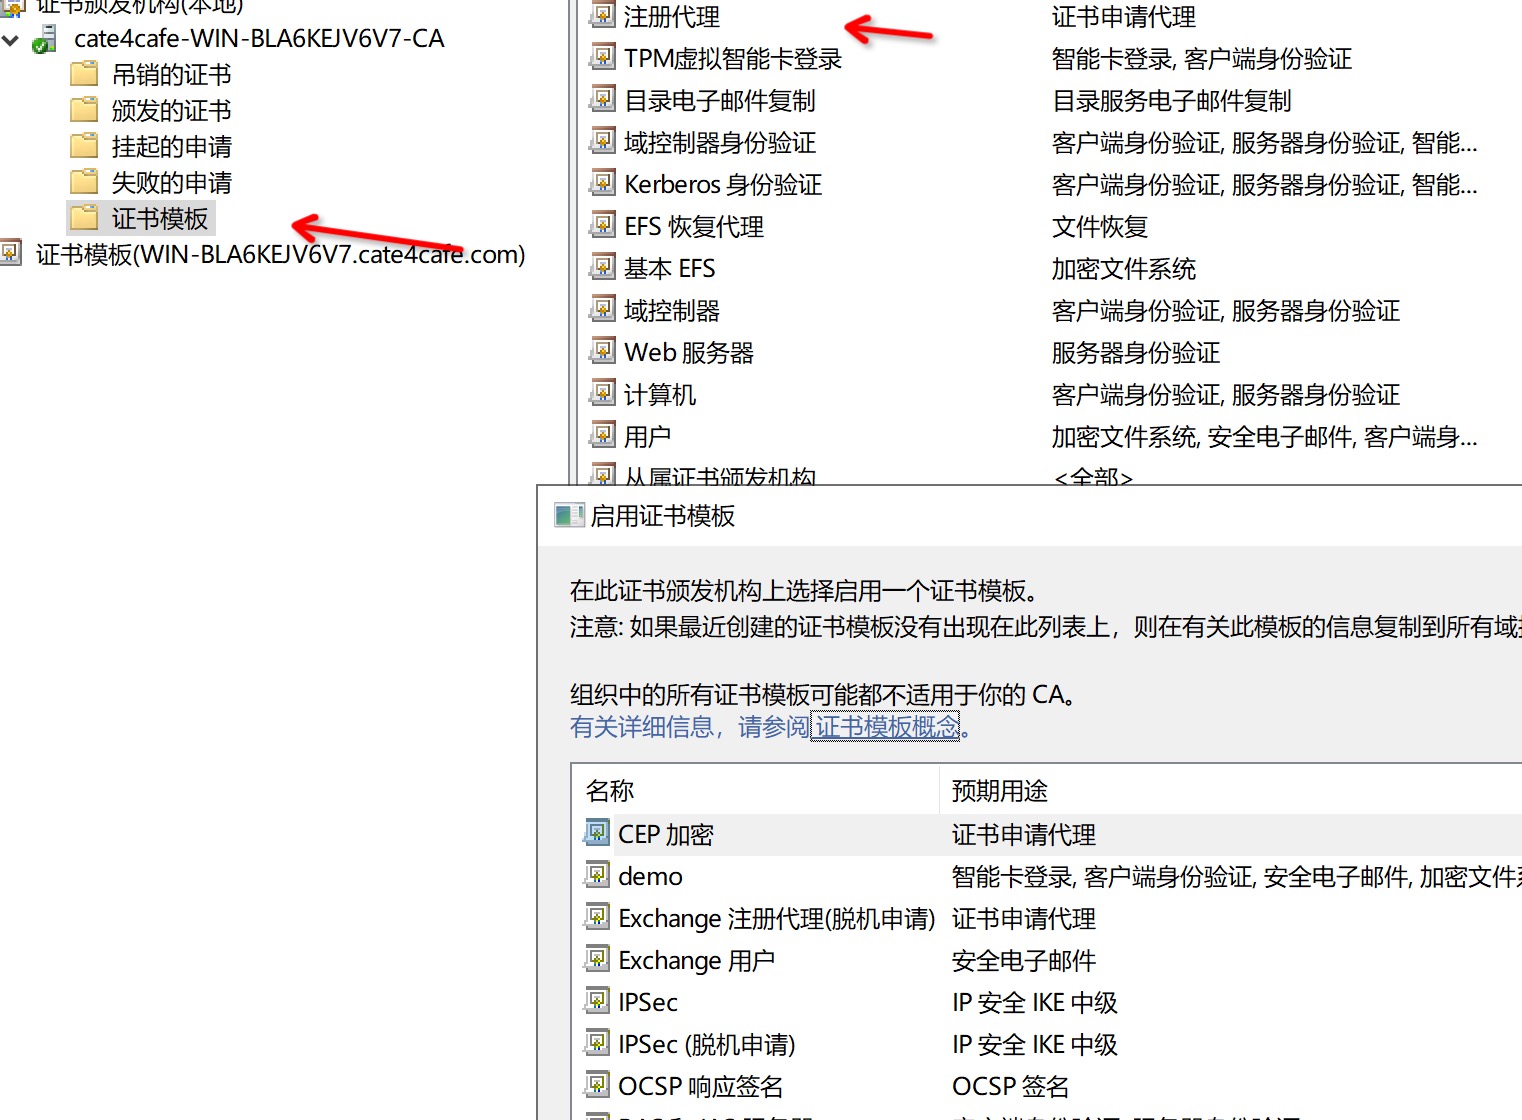 证书颁发机构(本地)
cate4cafe-WIN-BLA6KEJV6V7-CA
吊销的证书
颁发的证书
挂起的申请
失败的申请
证书模板
证书模板(WIN-BLA6KEJV6V7.cate4cafe.com)
注册代理 证书申请代理
TPM虚拟智能卡登录 智能卡登录, 客户端身份验证
目录电子邮件复制 目录服务电子邮件复制
域控制器身份验证 客户端身份验证, 服务器身份验证, 智能...
Kerberos 身份验证 客户端身份验证, 服务器身份验证, 智能...
EFS 恢复代理 文件恢复
基本 EFS 加密文件系统
域控制器 客户端身份验证, 服务器身份验证
Web 服务器 服务器身份验证
计算机 客户端身份验证, 服务器身份验证
用户 加密文件系统, 安全电子邮件, 客户端身...
从属证书颁发机构 <全部>
启用证书模板
在此证书颁发机构上选择启用一个证书模板。
注意: 如果最近创建的证书模板没有出现在此列表上，则在有关此模板的信息复制到所有域
组织中的所有证书模板可能都不适用于你的 CA。
有关详细信息，请参阅 证书模板概念。
名称 预期用途
CEP 加密 证书申请代理
demo 智能卡登录, 客户端身份验证, 安全电子邮件, 加密文件
Exchange 注册代理(脱机申请) 证书申请代理
Exchange 用户 安全电子邮件
IPSec IP 安全 IKE 中级
IPSec (脱机申请) IP 安全 IKE 中级
OCSP 响应签名 OCSP 签名